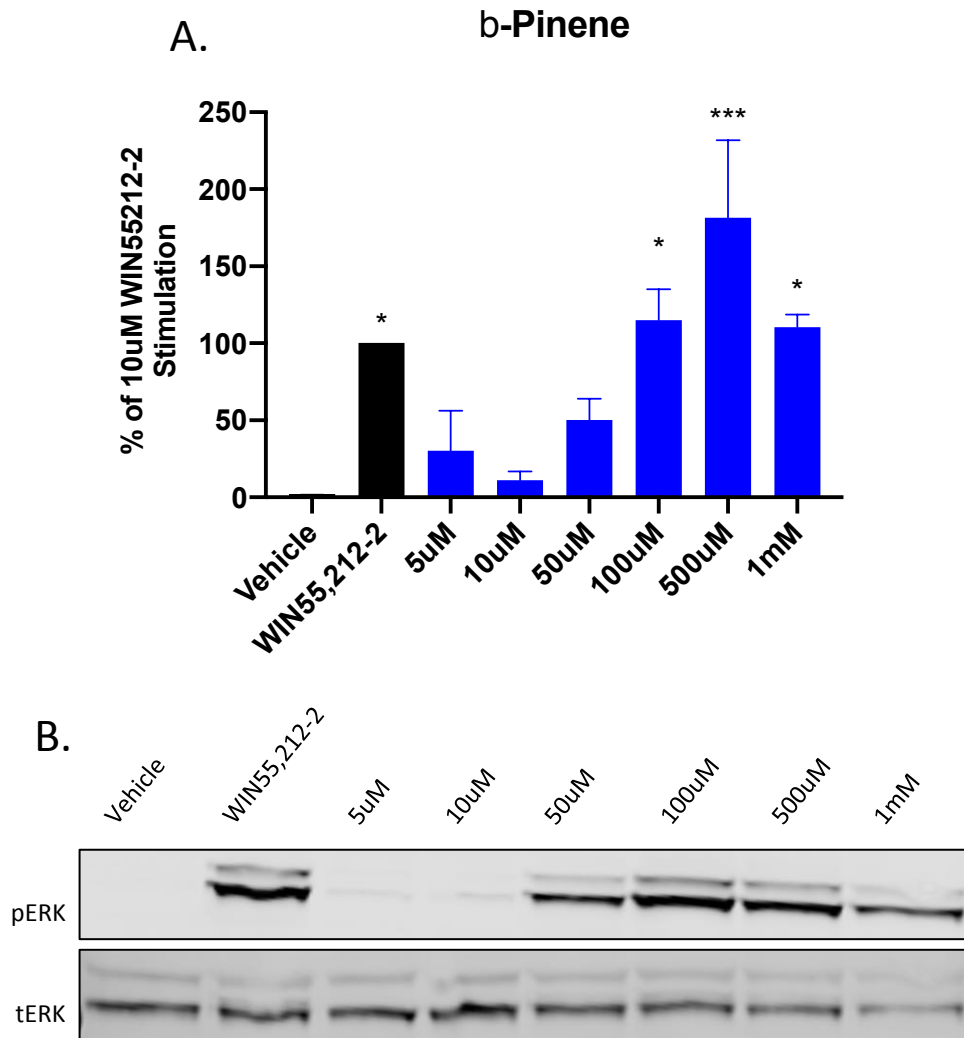 b-Pinene
A.
% of 10uM WIN55212-2
Stimulation
250
200
150
100
50
0
*
*
***
*
Vehicle
WIN55,212-2
5uM
10uM
50uM
100uM
500uM
1mM
B.
Vehicle
WIN55,212-2
5uM
10uM
50uM
100uM
500uM
1mM
pERK
tERK